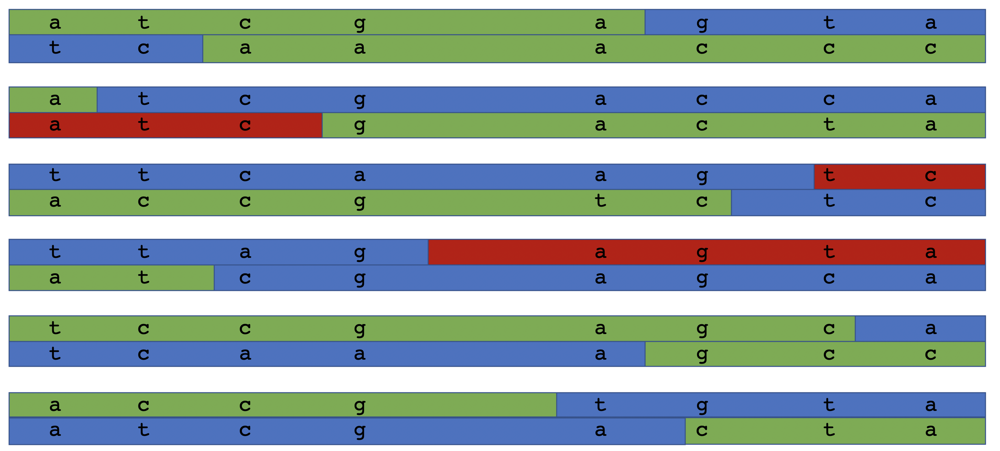 a t c g a g t a
t c a a a c c c
a t c g a c c a
a t c g a c t a
t t c a a g t c
a c c g t c t c
t t a g a g t a
a t c g a g c a
t c c g a g c a
t c a a a g c c
a c c g t g t a
a t c g a c t a